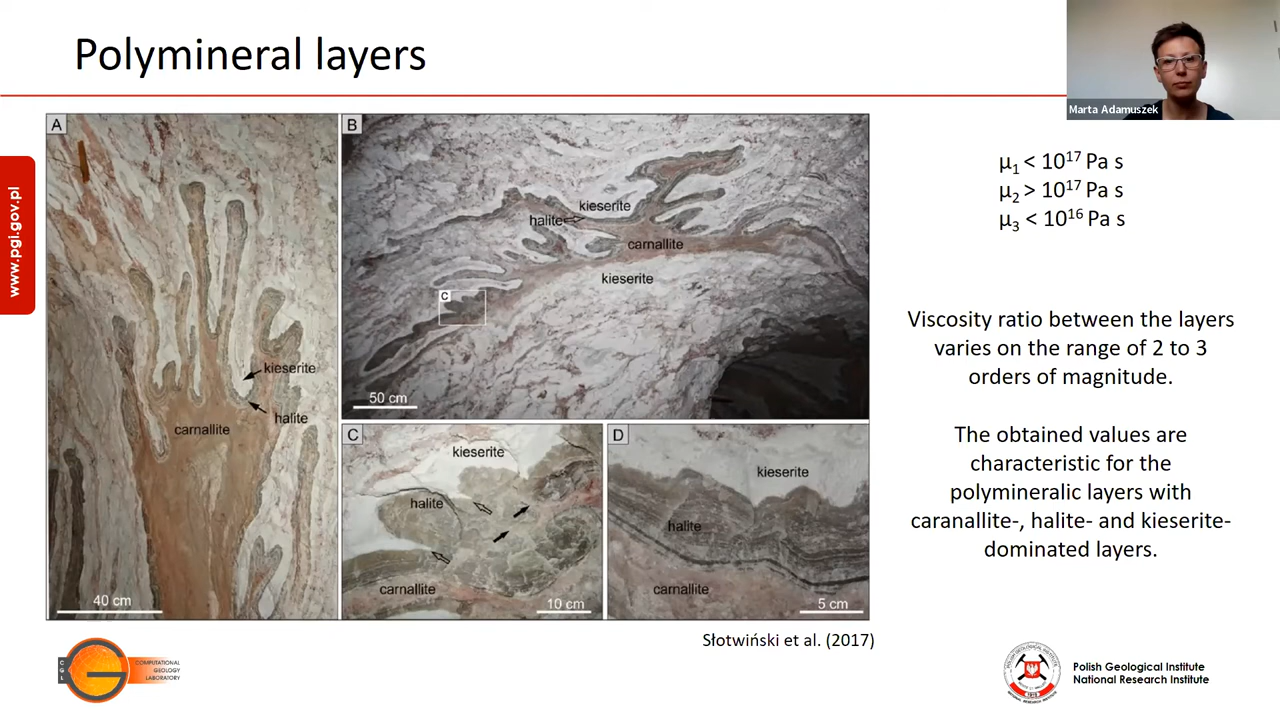 Polymineral layers
Marta Adamuszek
www.pgi.gov.pl
A
kieserite
halite
carnallite
40 cm
B
kieserite
halite
carnallite
kieserite
C
50 cm
C
kieserite
halite
carnallite
10 cm
D
kieserite
halite
carnallite
5 cm
Słotwiński et al. (2017)
μ₁ < 10¹⁷ Pa s
μ₂ > 10¹⁷ Pa s
μ₃ < 10¹⁶ Pa s
Viscosity ratio between the layers
varies on the range of 2 to 3
orders of magnitude.
The obtained values are
characteristic for the
polymineralic layers with
caranallite-, halite- and kieserite-
dominated layers.
CGL
COMPUTATIONAL
GEOLOGY
LABORATORY
Polish Geological Institute
National Research Institute